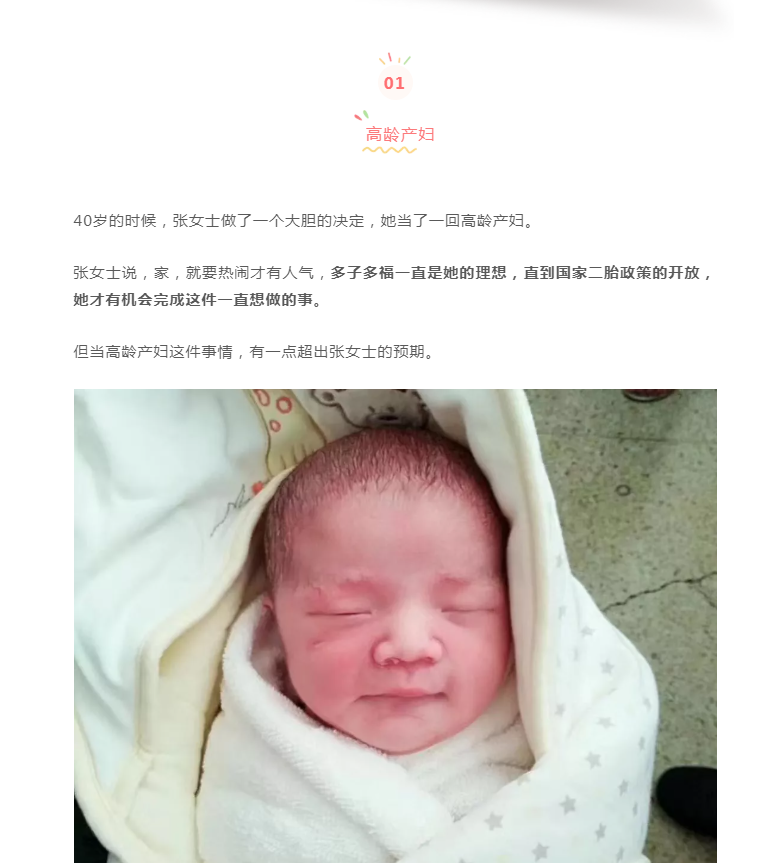 01
高龄产妇
40岁的时候，张女士做了一个大胆的决定，她当了一回高龄产妇。
张女士说，家，就要热闹才有人气，多子多福一直是她的理想，直到国家二胎政策的开放，
她才有机会完成这件一直想做的事。
但当高龄产妇这件事情，有一点超出张女士的预期。